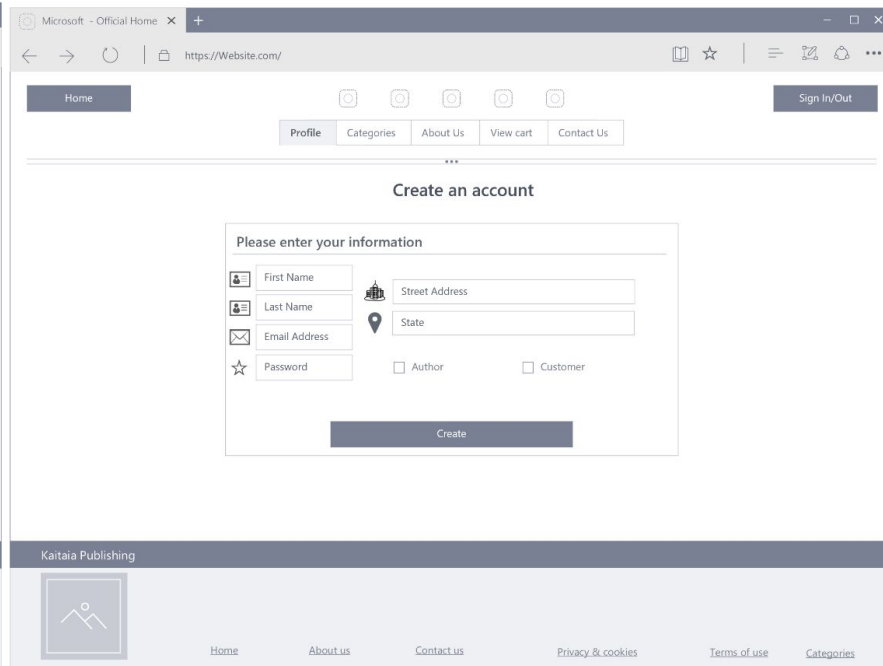 Microsoft - Official Home
https://Website.com/
Home
Sign In/Out
Profile Categories About Us View cart Contact Us
Create an account
Please enter your information
First Name
Street Address
Last Name
State
Email Address
Password
Author Customer
Create
Kaitaia Publishing
Home About us Contact us Privacy & cookies Terms of use Categories